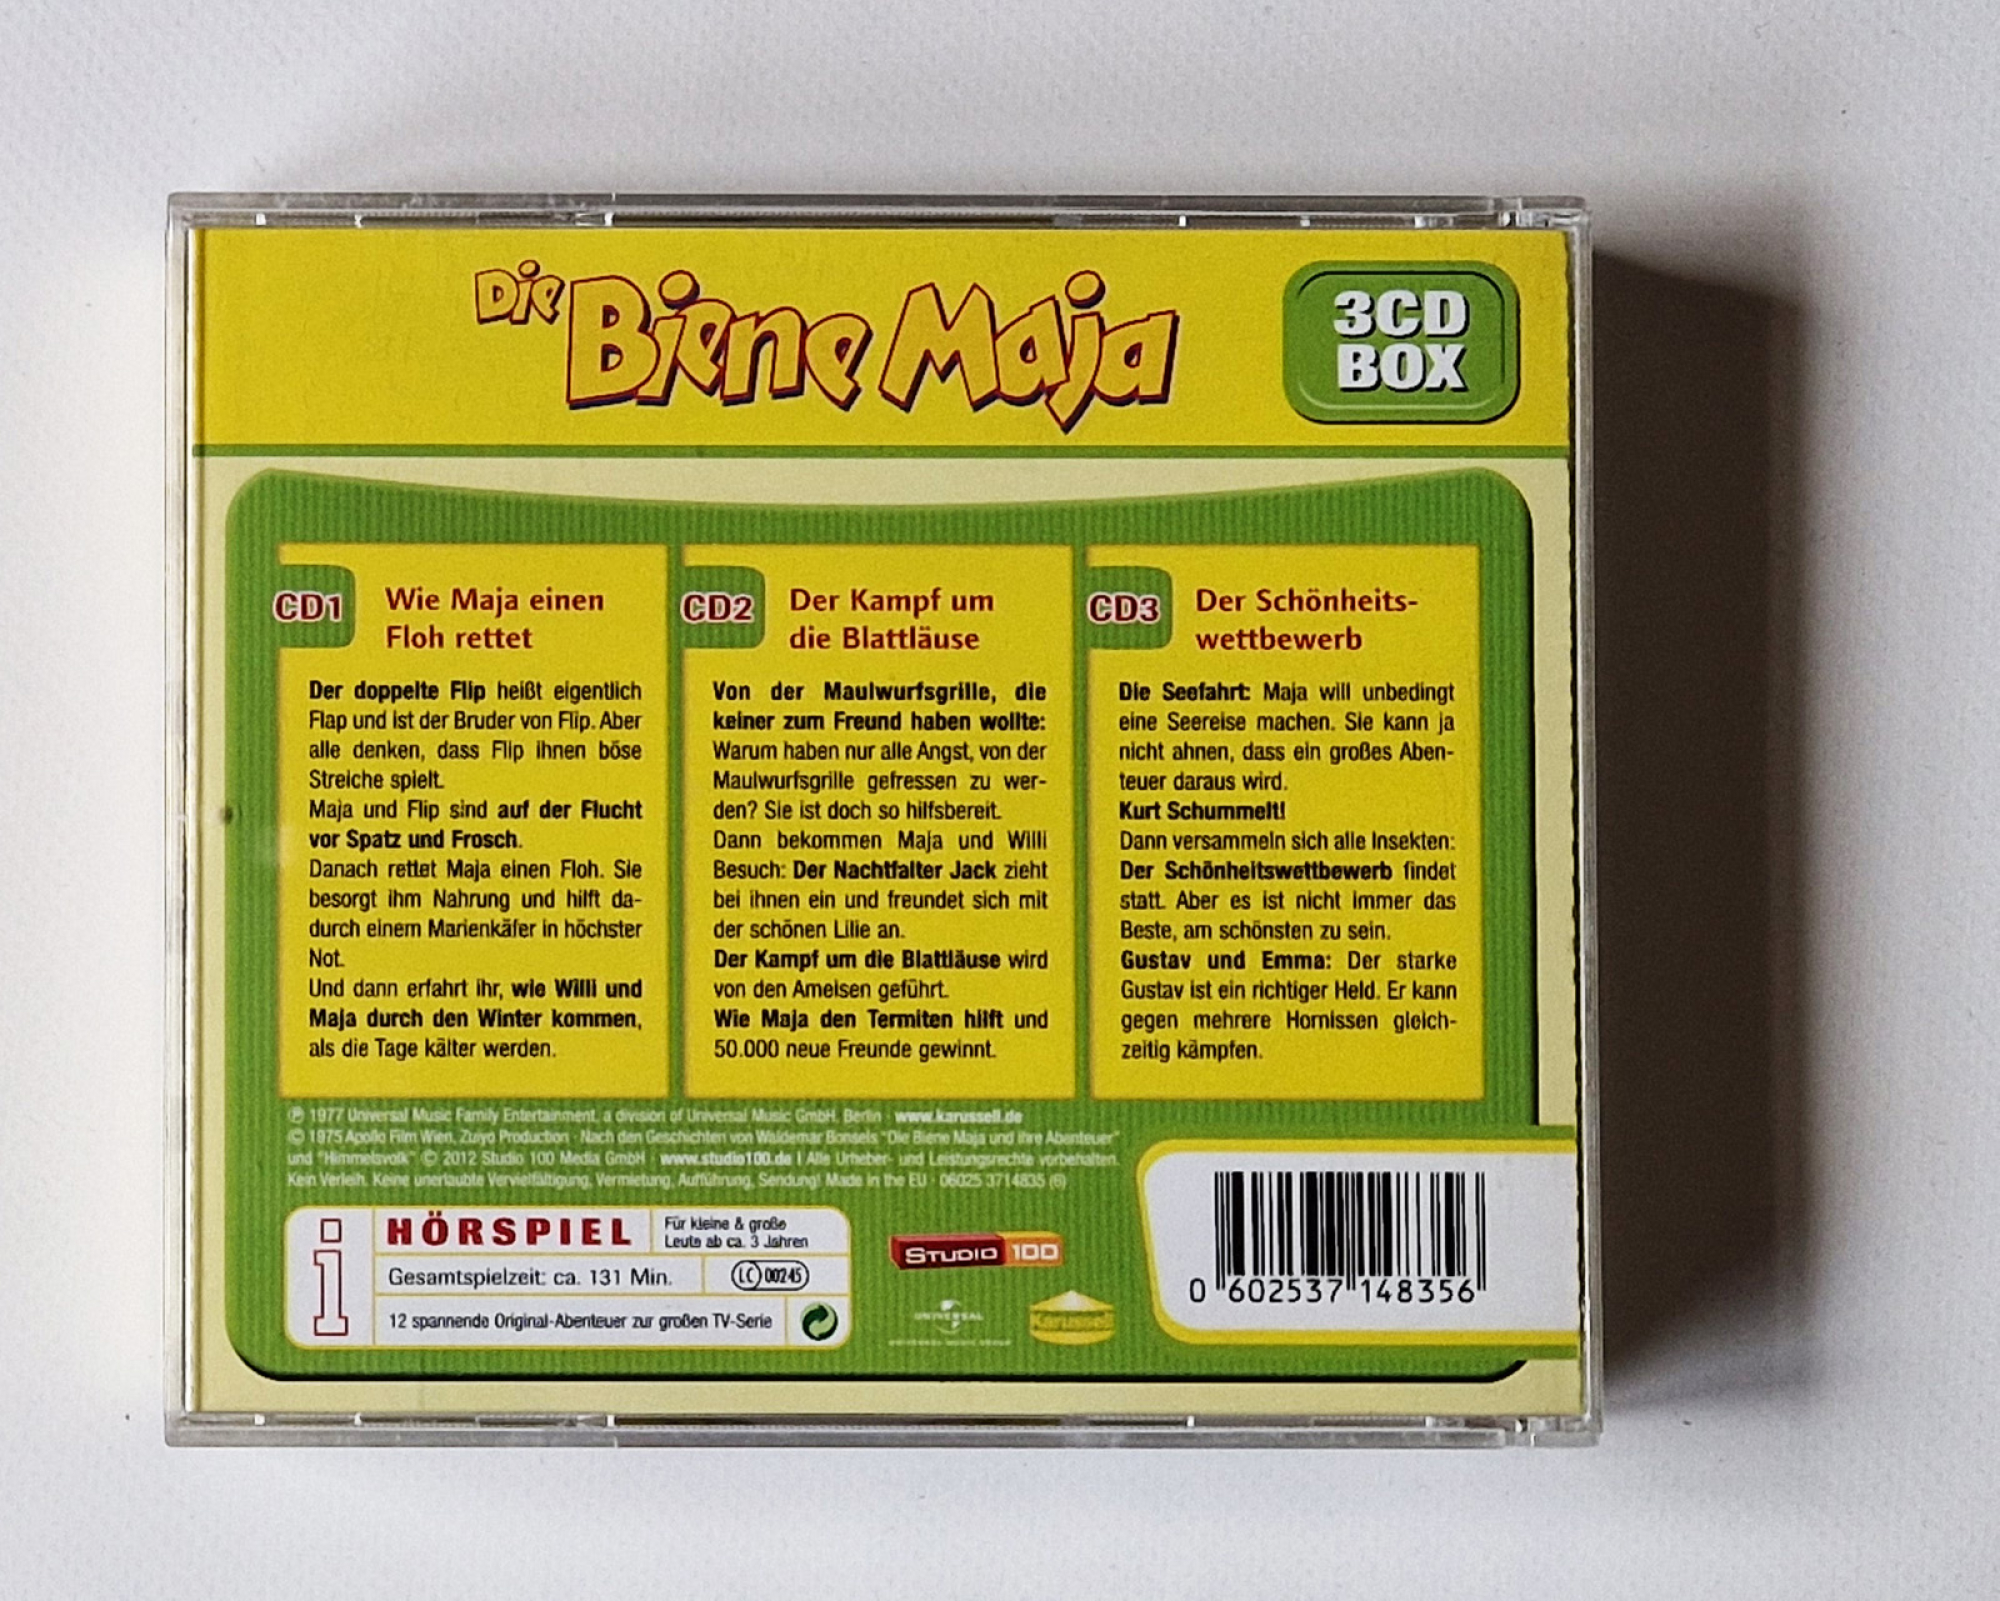 Die Biene Maja
3CD
BOX
CD1
Wie Maja einen
Floh rettet
Der doppelte Flip heißt eigentlich
Flap und ist der Bruder von Flip. Aber
alle denken, dass Flip ihnen böse
Streiche spielt.
Maja und Flip sind auf der Flucht
vor Spatz und Frosch.
Danach rettet Maja einen Floh. Sie
besorgt ihm Nahrung und hilft da-
durch einem Marienkäfer in höchster
Not.
Und dann erfahrt ihr, wie Willi und
Maja durch den Winter kommen,
als die Tage kälter werden.
CD2
Der Kampf um
die Blattläuse
Von der Maulwurfsgrille, die
keiner zum Freund haben wollte:
Warum haben nur alle Angst, von der
Maulwurfsgrille gefressen zu wer-
den? Sie ist doch so hilfsbereit.
Dann bekommen Maja und Willi
Besuch: Der Nachtfalter Jack zieht
bei ihnen ein und freundet sich mit
der schönen Lilie an.
Der Kampf um die Blattläuse wird
von den Ameisen geführt.
Wie Maja den Termiten hilft und
50.000 neue Freunde gewinnt.
CD3
Der Schönheits-
wettbewerb
Die Seefahrt: Maja will unbedingt
eine Seereise machen. Sie kann ja
nicht ahnen, dass ein großes Aben-
teuer daraus wird.
Kurt Schummelt!
Dann versammeln sich alle Insekten:
Der Schönheitswettbewerb findet
statt. Aber es ist nicht immer das
Beste, am schönsten zu sein.
Gustav und Emma: Der starke
Gustav ist ein richtiger Held. Er kann
gegen mehrere Hornissen gleich-
zeitig kämpfen.
℗ 1977 Universal Music Family Entertainment, a division of Universal Music GmbH, Berlin · www.karussell.de
© 1975 Apollo Film Wien, Zuiyo Production · Nach den Geschichten von Waldemar Bonsels "Die Biene Maja und ihre Abenteuer"
und "Himmelsvolk" © 2012 Studio 100 Media GmbH · www.studio100.de | Alle Urheber- und Leistungsrechte vorbehalten.
Kein Verleih. Keine unerlaubte Vervielfältigung, Vermietung, Aufführung, Sendung! Made in the EU · 06025 3714835 (6)
i
HÖRSPIEL
Für kleine & große
Leute ab ca. 3 Jahren
Gesamtspielzeit: ca. 131 Min.
LC 00245
12 spannende Original-Abenteuer zur großen TV-Serie
STUDIO 100
UNIVERSAL
UNIVERSAL MUSIC GROUP
Karussell
0 602537 148356